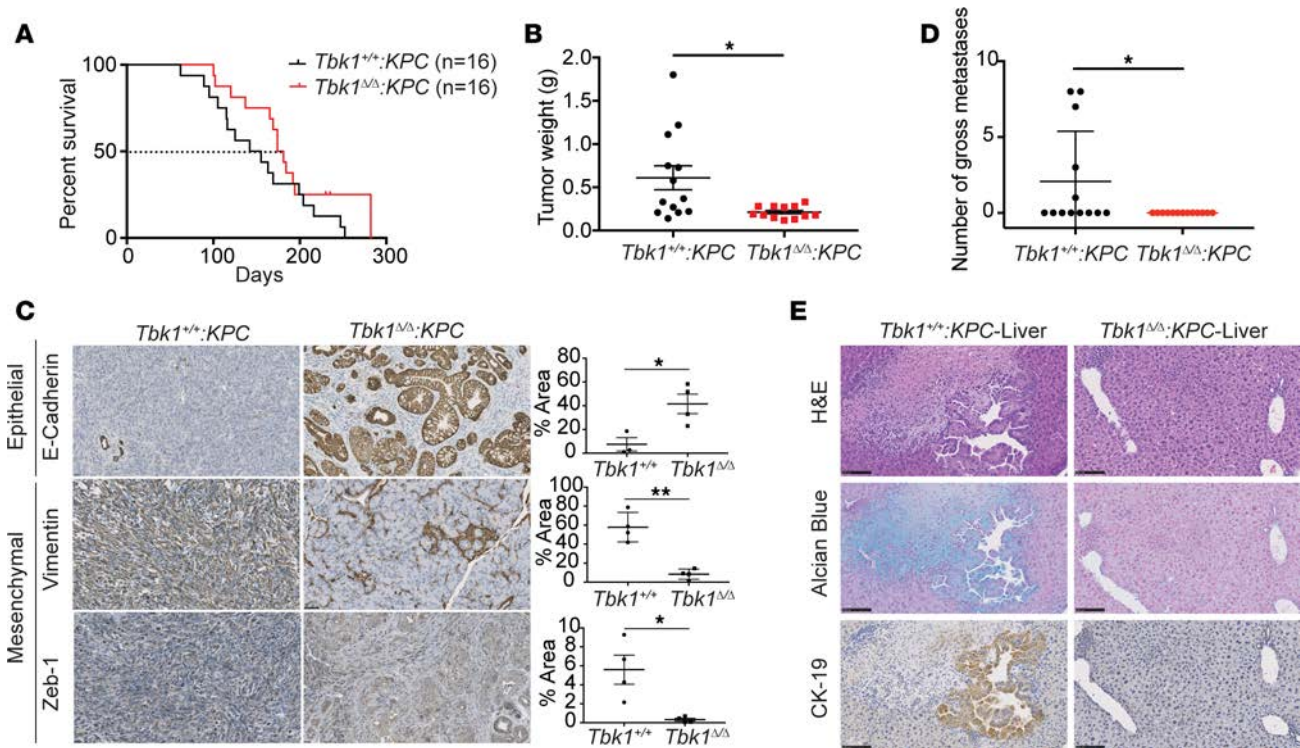 A
Tbk1+/+:KPC (n=16)
Tbk1Δ/Δ:KPC (n=16)
Percent survival
100
50
0
0 100 200 300
Days
B
*
Tumor weight (g)
2.0
1.5
1.0
0.5
0.0
Tbk1+/+:KPC Tbk1Δ/Δ:KPC
D
*
Number of gross metastases
10
5
0
Tbk1+/+:KPC Tbk1Δ/Δ:KPC
C
Tbk1+/+:KPC Tbk1Δ/Δ:KPC
Epithelial
E-Cadherin
% Area
80
60
40
20
0
*
Tbk1+/+ Tbk1Δ/Δ
Mesenchymal
Vimentin
% Area
100
80
60
40
20
0
**
Tbk1+/+ Tbk1Δ/Δ
Zeb-1
% Area
10
8
6
4
2
0
*
Tbk1+/+ Tbk1Δ/Δ
E
Tbk1+/+:KPC-Liver Tbk1Δ/Δ:KPC-Liver
H&E
Alcian Blue
CK-19